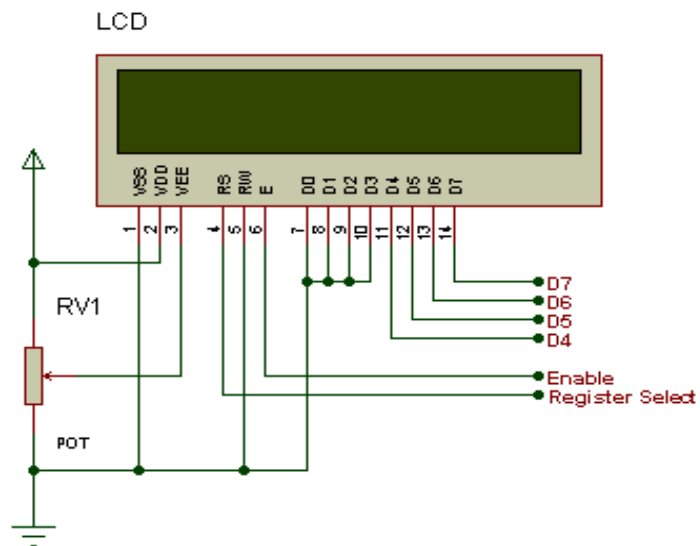 LCD
VSS VDD VEE RS RW E D0 D1 D2 D3 D4 D5 D6 D7
1 2 3 4 5 6 7 8 9 10 11 12 13 14
D7
D6
RV1
D5
D4
Enable
Register Select
POT